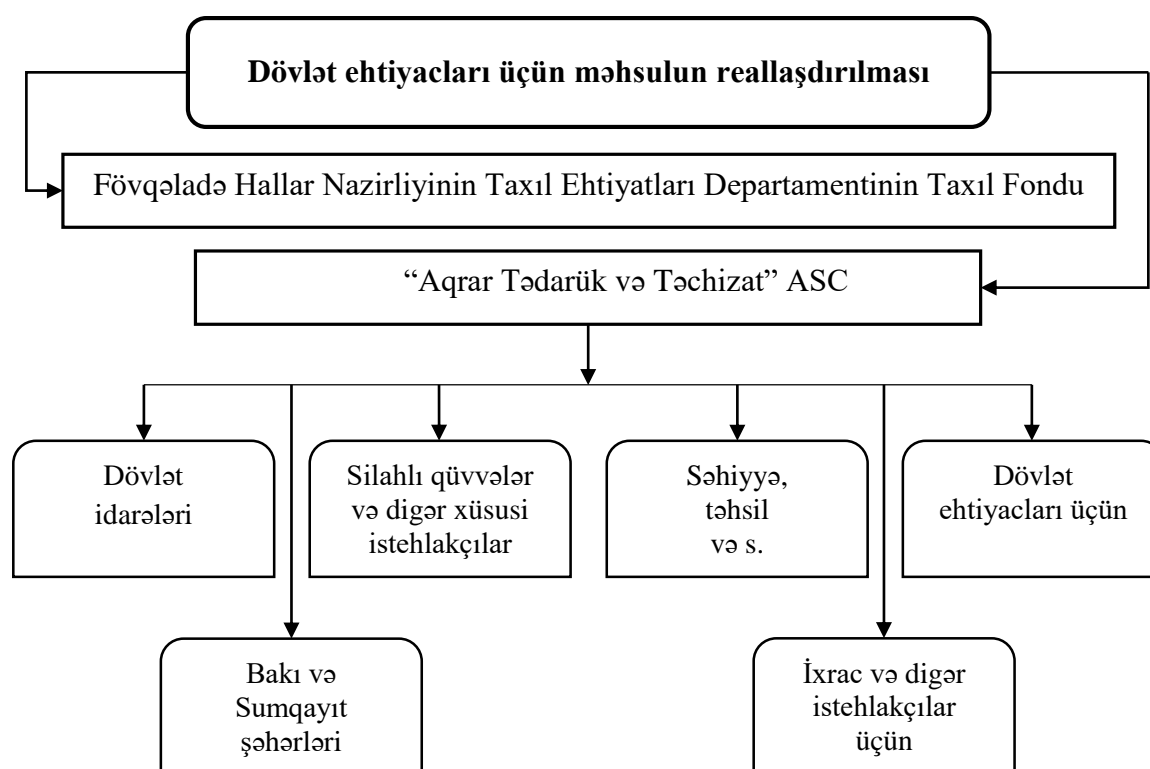 Dövlət ehtiyacları üçün məhsulun reallaşdırılması
Fövqəladə Hallar Nazirliyinin Taxıl Ehtiyatları Departamentinin Taxıl Fondu
“Aqrar Tədarük və Təchizat” ASC
Dövlət
idarələri
Silahlı qüvvələr
və digər xüsusi
istehlakçılar
Səhiyyə,
təhsil
və s.
Dövlət
ehtiyacları üçün
Bakı və
Sumqayıt
şəhərləri
İxrac və digər
istehlakçılar
üçün